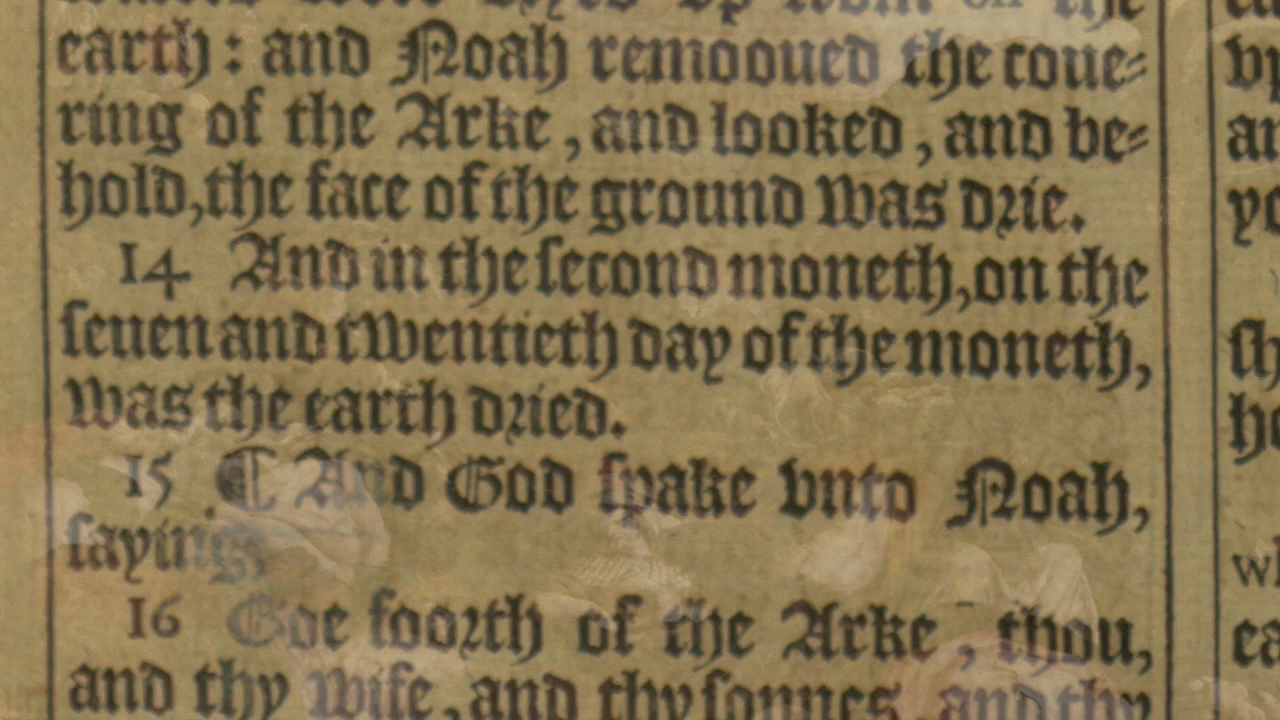 earth: and Noah remooued the coue-
ring of the Arke, and looked, and be-
hold, the face of the ground was drie.
14 And in the second moneth, on the
seuen and twentieth day of the moneth,
was the earth dried.
15 ¶ And God spake vnto Noah,
saying,
16 Goe foorth of the Arke, thou,
and thy wife, and thy sonnes, and thy